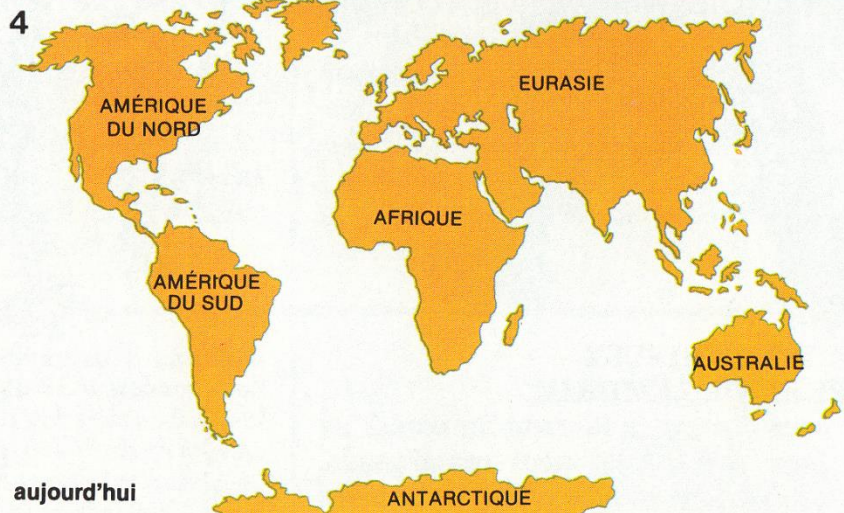 4
AMÉRIQUE
DU NORD
EURASIE
AFRIQUE
AMÉRIQUE
DU SUD
AUSTRALIE
aujourd'hui
ANTARCTIQUE